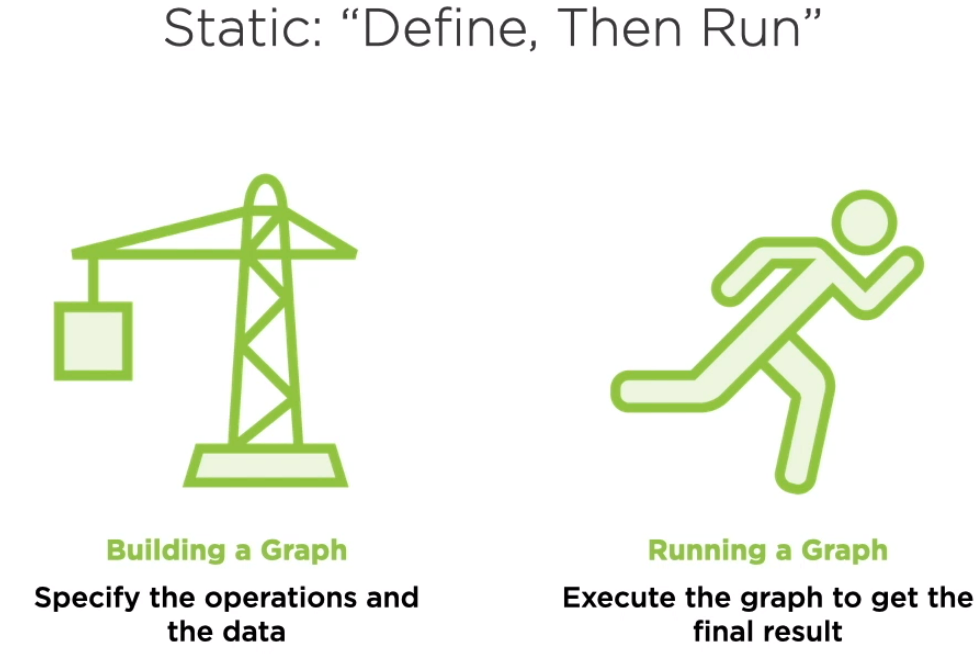 Static: “Define, Then Run”
Building a Graph
Specify the operations and
the data
Running a Graph
Execute the graph to get the
final result